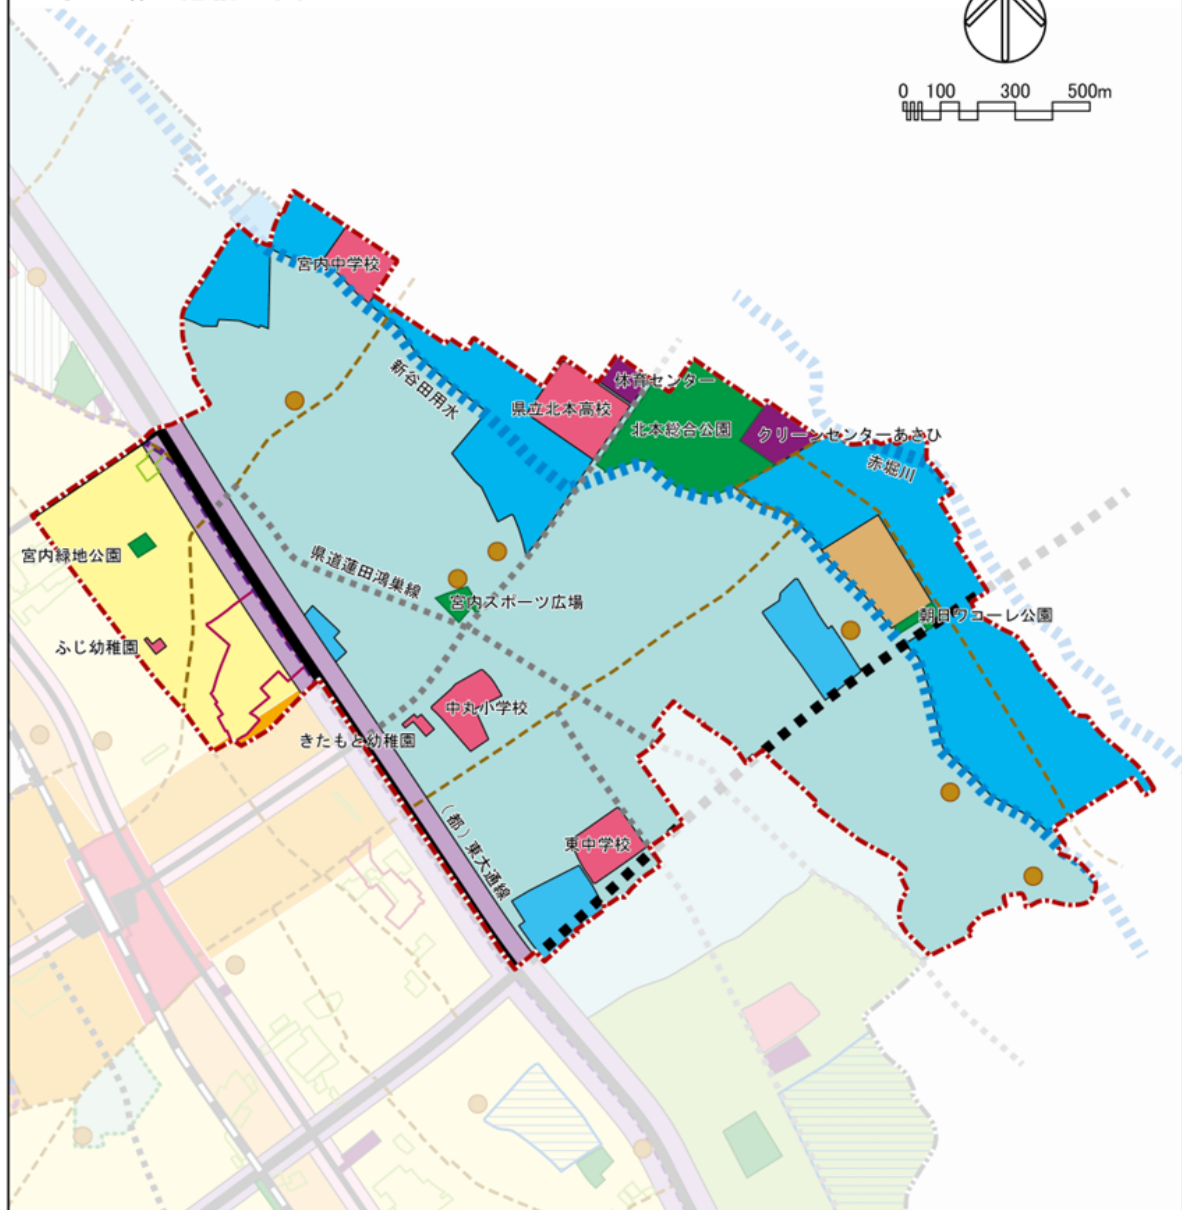 0 100 300 500m
宮内中学校
新谷田用水
体育センター
県立北本高校
北本総合公園
クリーンセンターあさひ
赤堀川
宮内緑地公園
県道蓮田鴻巣線
宮内スポーツ広場
朝日ワコーレ公園
ふじ幼稚園
中丸小学校
きたもと幼稚園
(都)東大通線
東中学校